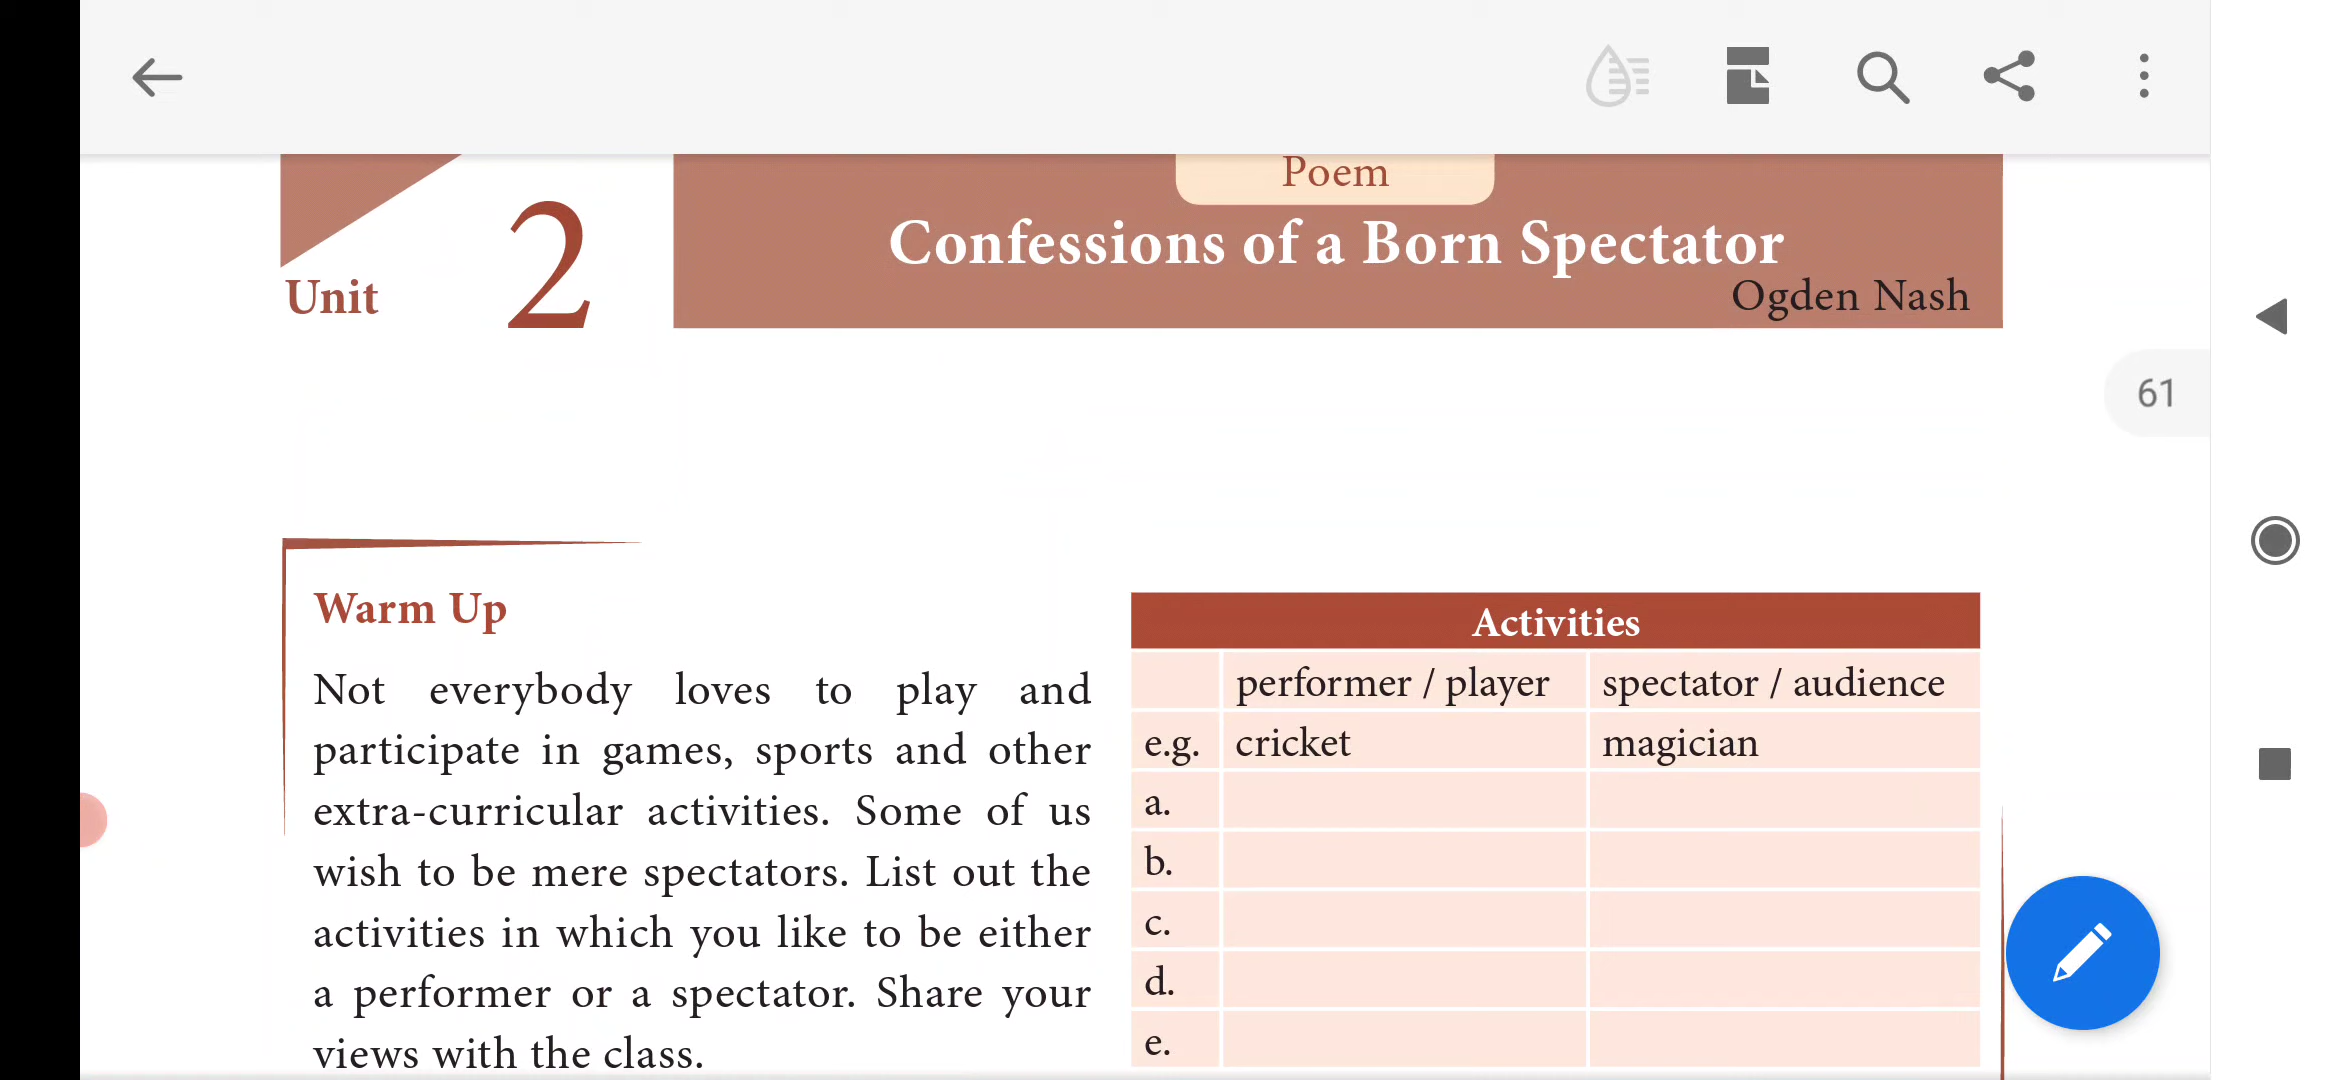 Poem
Confessions of a Born Spectator
Ogden Nash
Unit 2
61
Warm Up
Not everybody loves to play and
participate in games, sports and other
extra-curricular activities. Some of us
wish to be mere spectators. List out the
activities in which you like to be either
a performer or a spectator. Share your
views with the class.
Activities
performer / player spectator / audience
e.g. cricket magician
a.
b.
c.
d.
e.